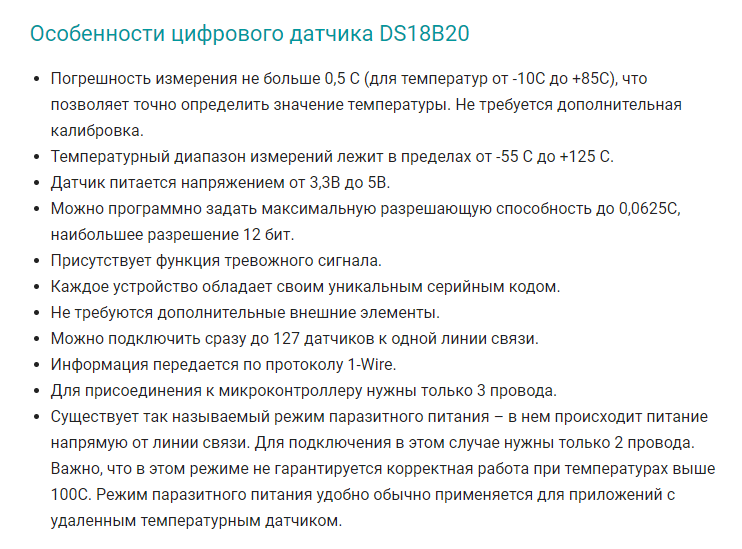 Особенности цифрового датчика DS18B20
• Погрешность измерения не больше 0,5 С (для температур от -10С до +85С), что
позволяет точно определить значение температуры. Не требуется дополнительная
калибровка.
• Температурный диапазон измерений лежит в пределах от -55 С до +125 С.
• Датчик питается напряжением от 3,3В до 5В.
• Можно программно задать максимальную разрешающую способность до 0,0625С,
наибольшее разрешение 12 бит.
• Присутствует функция тревожного сигнала.
• Каждое устройство обладает своим уникальным серийным кодом.
• Не требуются дополнительные внешние элементы.
• Можно подключить сразу до 127 датчиков к одной линии связи.
• Информация передается по протоколу 1-Wire.
• Для присоединения к микроконтроллеру нужны только 3 провода.
• Существует так называемый режим паразитного питания – в нем происходит питание
напрямую от линии связи. Для подключения в этом случае нужны только 2 провода.
Важно, что в этом режиме не гарантируется корректная работа при температурах выше
100С. Режим паразитного питания удобно обычно применяется для приложений с
удаленным температурным датчиком.